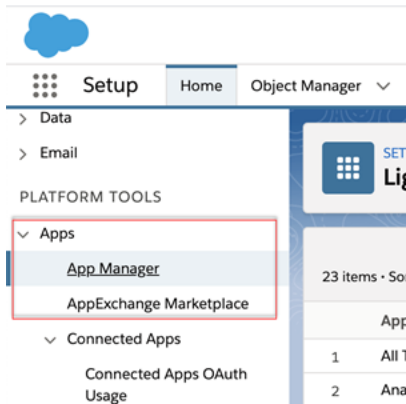 Setup Home Object Manager
Data
Email
SET
Lig
PLATFORM TOOLS
Apps
App Manager
23 items • So
AppExchange Marketplace
App
Connected Apps
1 All T
Connected Apps OAuth
Usage
2 Ana